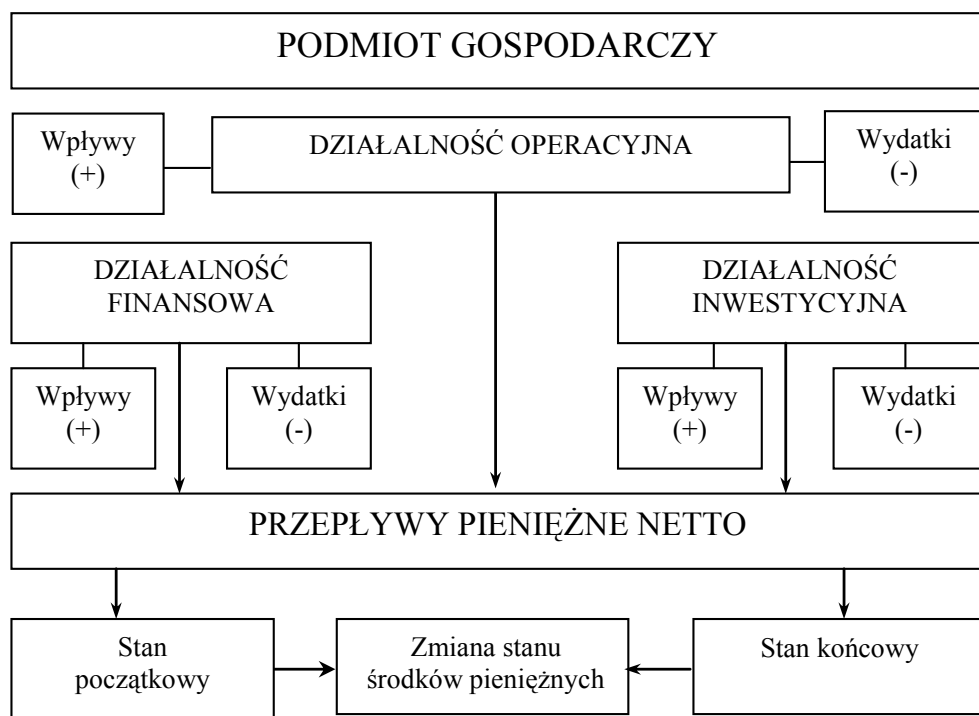 PODMIOT GOSPODARCZY
Wpływy
(+)
DZIAŁALNOŚĆ OPERACYJNA
Wydatki
(-)
DZIAŁALNOŚĆ
FINANSOWA
DZIAŁALNOŚĆ
INWESTYCYJNA
Wpływy
(+)
Wydatki
(-)
Wpływy
(+)
Wydatki
(-)
PRZEPŁYWY PIENIĘŻNE NETTO
Stan
początkowy
Zmiana stanu
środków pieniężnych
Stan końcowy